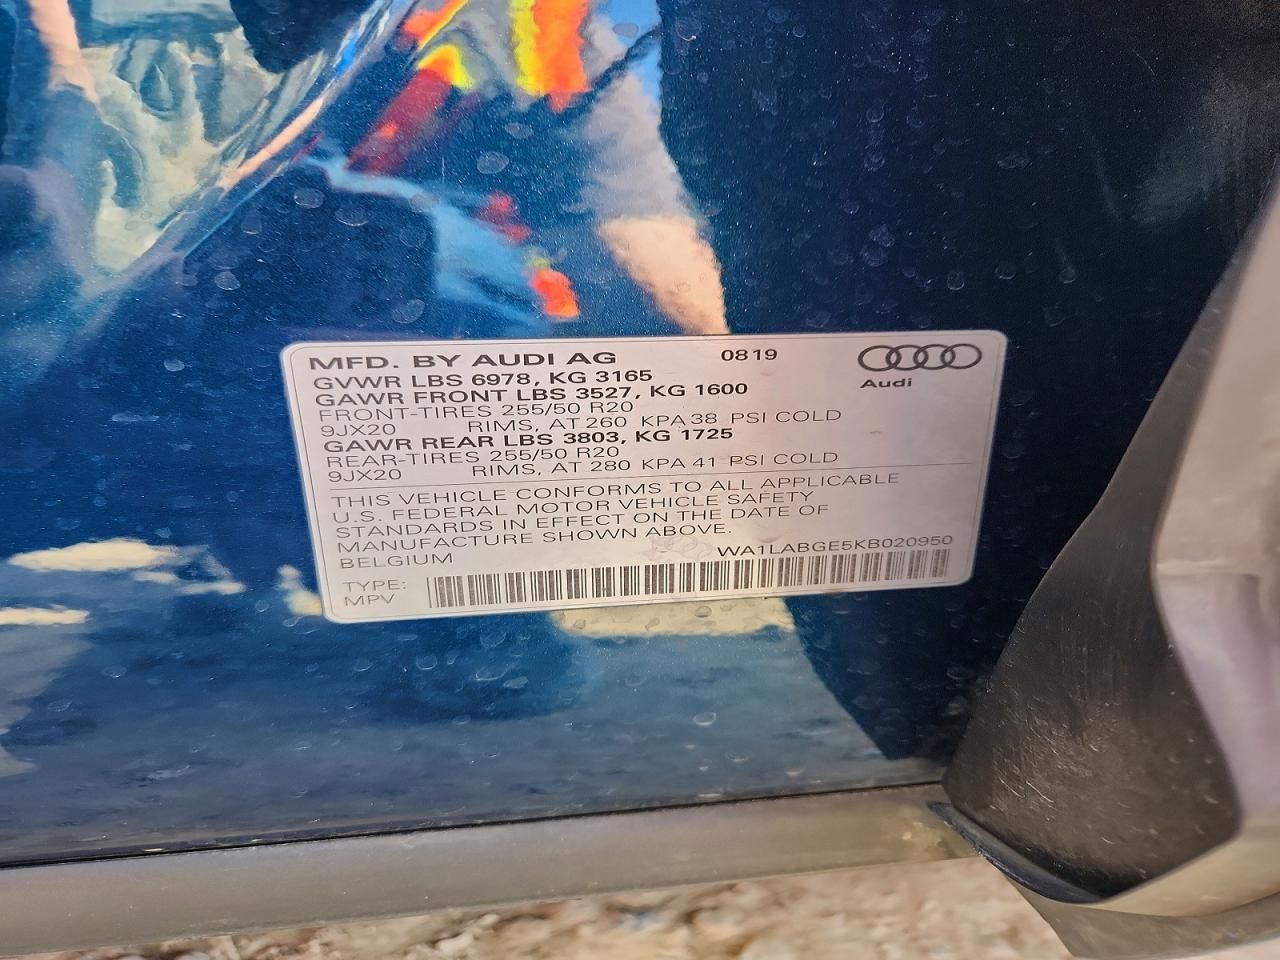 MFD. BY AUDI AG 0819
Audi
GVWR LBS 6978, KG 3165
GAWR FRONT LBS 3527, KG 1600
FRONT-TIRES 255/50 R20
9JX20 RIMS, AT 260 KPA 38 PSI COLD
GAWR REAR LBS 3803, KG 1725
REAR-TIRES 255/50 R20
9JX20 RIMS, AT 280 KPA 41 PSI COLD
THIS VEHICLE CONFORMS TO ALL APPLICABLE
U.S. FEDERAL MOTOR VEHICLE SAFETY
STANDARDS IN EFFECT ON THE DATE OF
MANUFACTURE SHOWN ABOVE.
BELGIUM WA1LABGE5KB020950
TYPE:
MPV